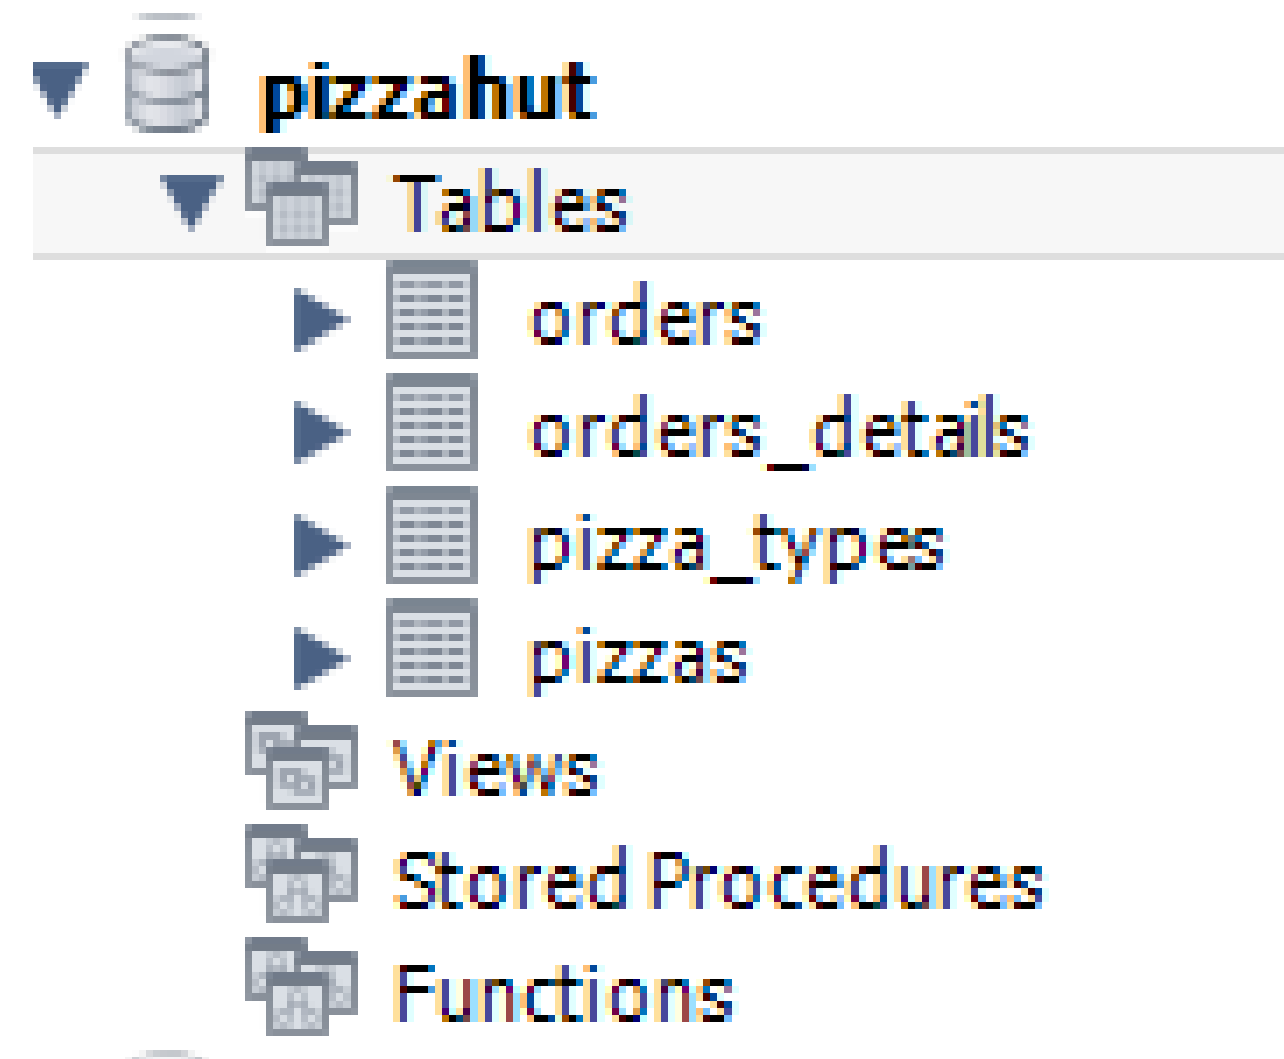 pizzahut
Tables
orders
orders_details
pizza_types
pizzas
Views
Stored Procedures
Functions